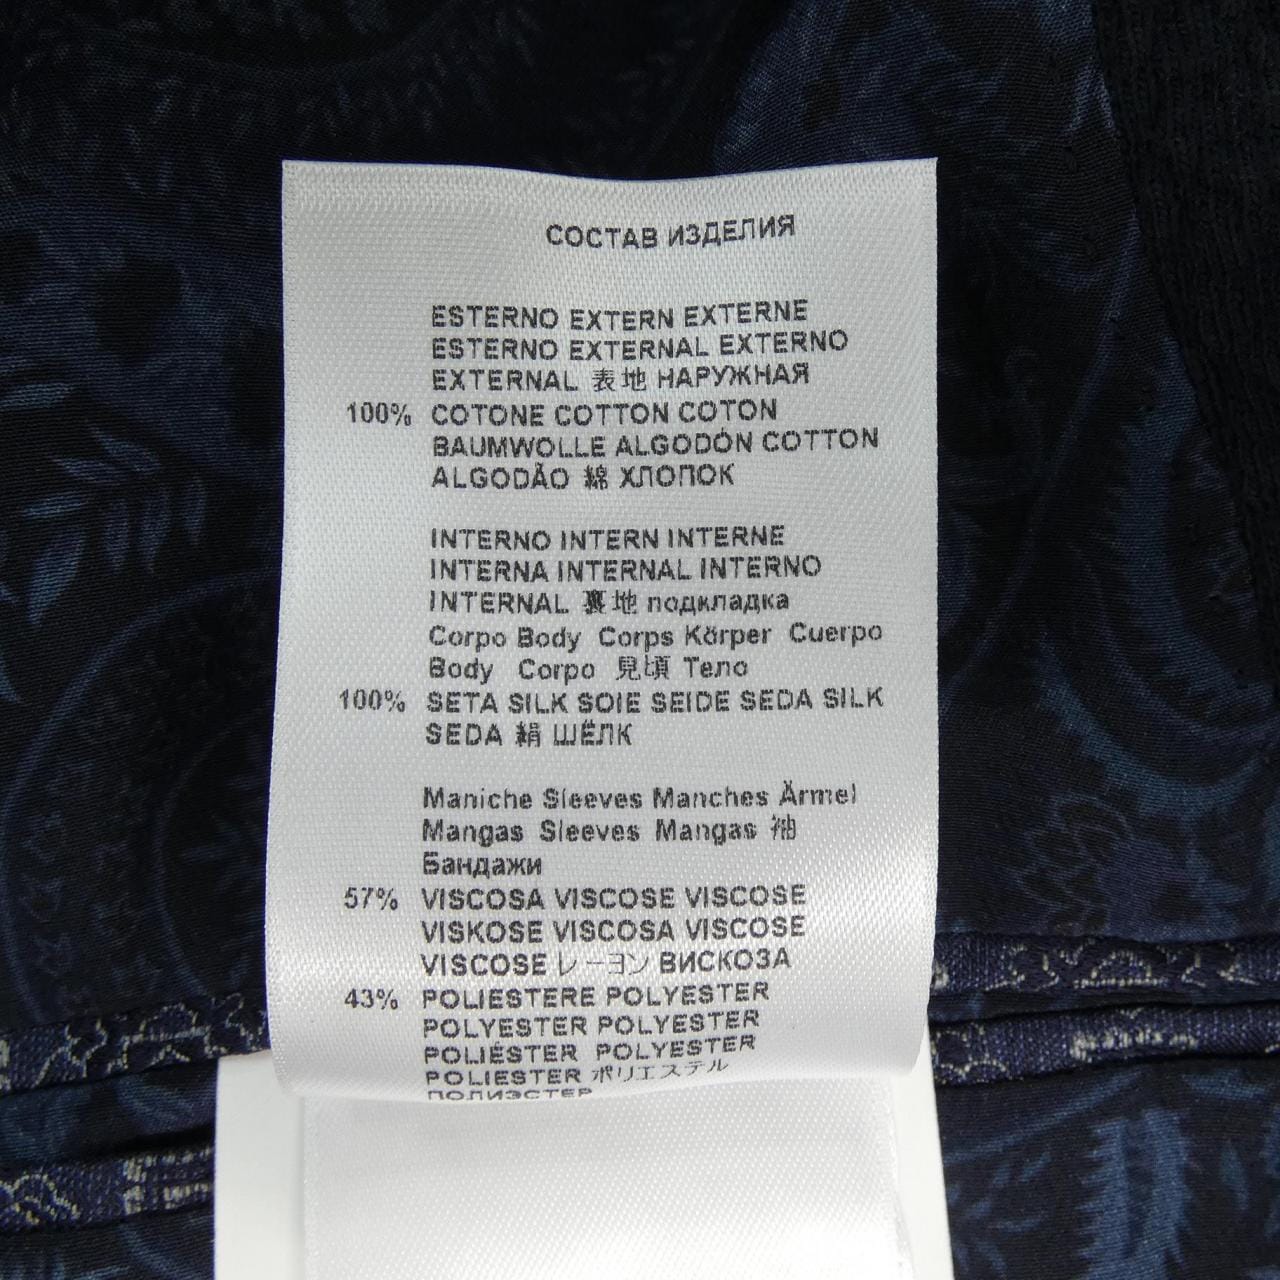 СОСТАВ ИЗДЕЛИЯ
ESTERNO EXTERN EXTERNE
ESTERNO EXTERNAL EXTERNO
EXTERNAL 表地 НАРУЖНАЯ
100% COTONE COTTON COTON
BAUMWOLLE ALGODÓN COTTON
ALGODÃO 綿 ХЛОПОК
INTERNO INTERN INTERNE
INTERNA INTERNAL INTERNO
INTERNAL 裏地 подкладка
Corpo Body Corps Körper Cuerpo
Body Corpo 見頃 Тело
100% SETA SILK SOIE SEIDE SEDA SILK
SEDA 絹 ШЁЛК
Maniche Sleeves Manches Ärmel
Mangas Sleeves Mangas 袖
Бандажи
57% VISCOSA VISCOSE VISCOSE
VISKOSE VISCOSA VISCOSE
VISCOSE レーヨン ВИСКОЗА
43% POLIESTERE POLYESTER
POLYESTER POLYESTER
POLIÉSTER POLYESTER
POLIESTER ポリエステル
ПОЛИЭСТЕР